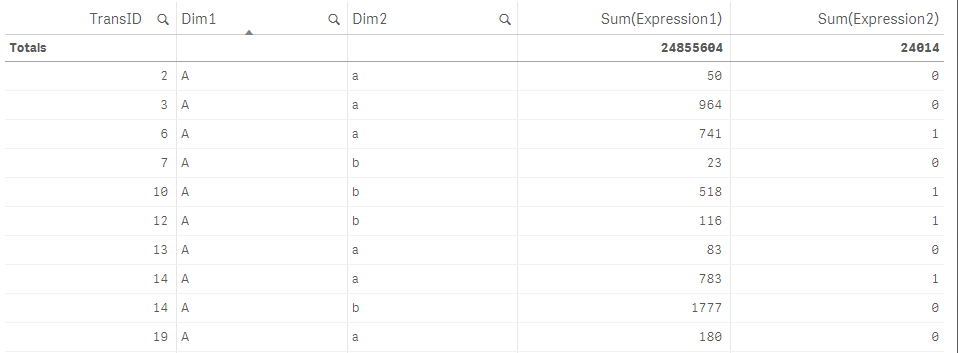 TransID Dim1 Dim2 Sum(Expression1) Sum(Expression2)
Totals 24855604 24014
2 A a 50 0
3 A a 964 0
6 A a 741 1
7 A b 23 0
10 A b 518 1
12 A b 116 1
13 A a 83 0
14 A a 783 1
14 A b 1777 0
19 A a 180 0